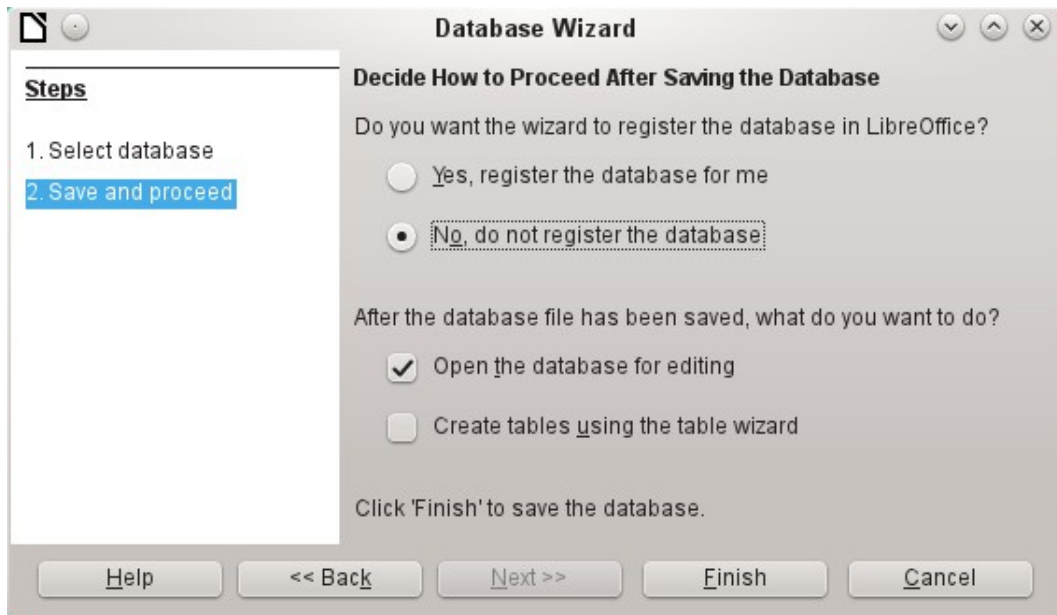 Database Wizard
Steps
1. Select database
2. Save and proceed
Decide How to Proceed After Saving the Database
Do you want the wizard to register the database in LibreOffice?
Yes, register the database for me
No, do not register the database
After the database file has been saved, what do you want to do?
Open the database for editing
Create tables using the table wizard
Click 'Finish' to save the database.
Help
<< Back
Next >>
Finish
Cancel